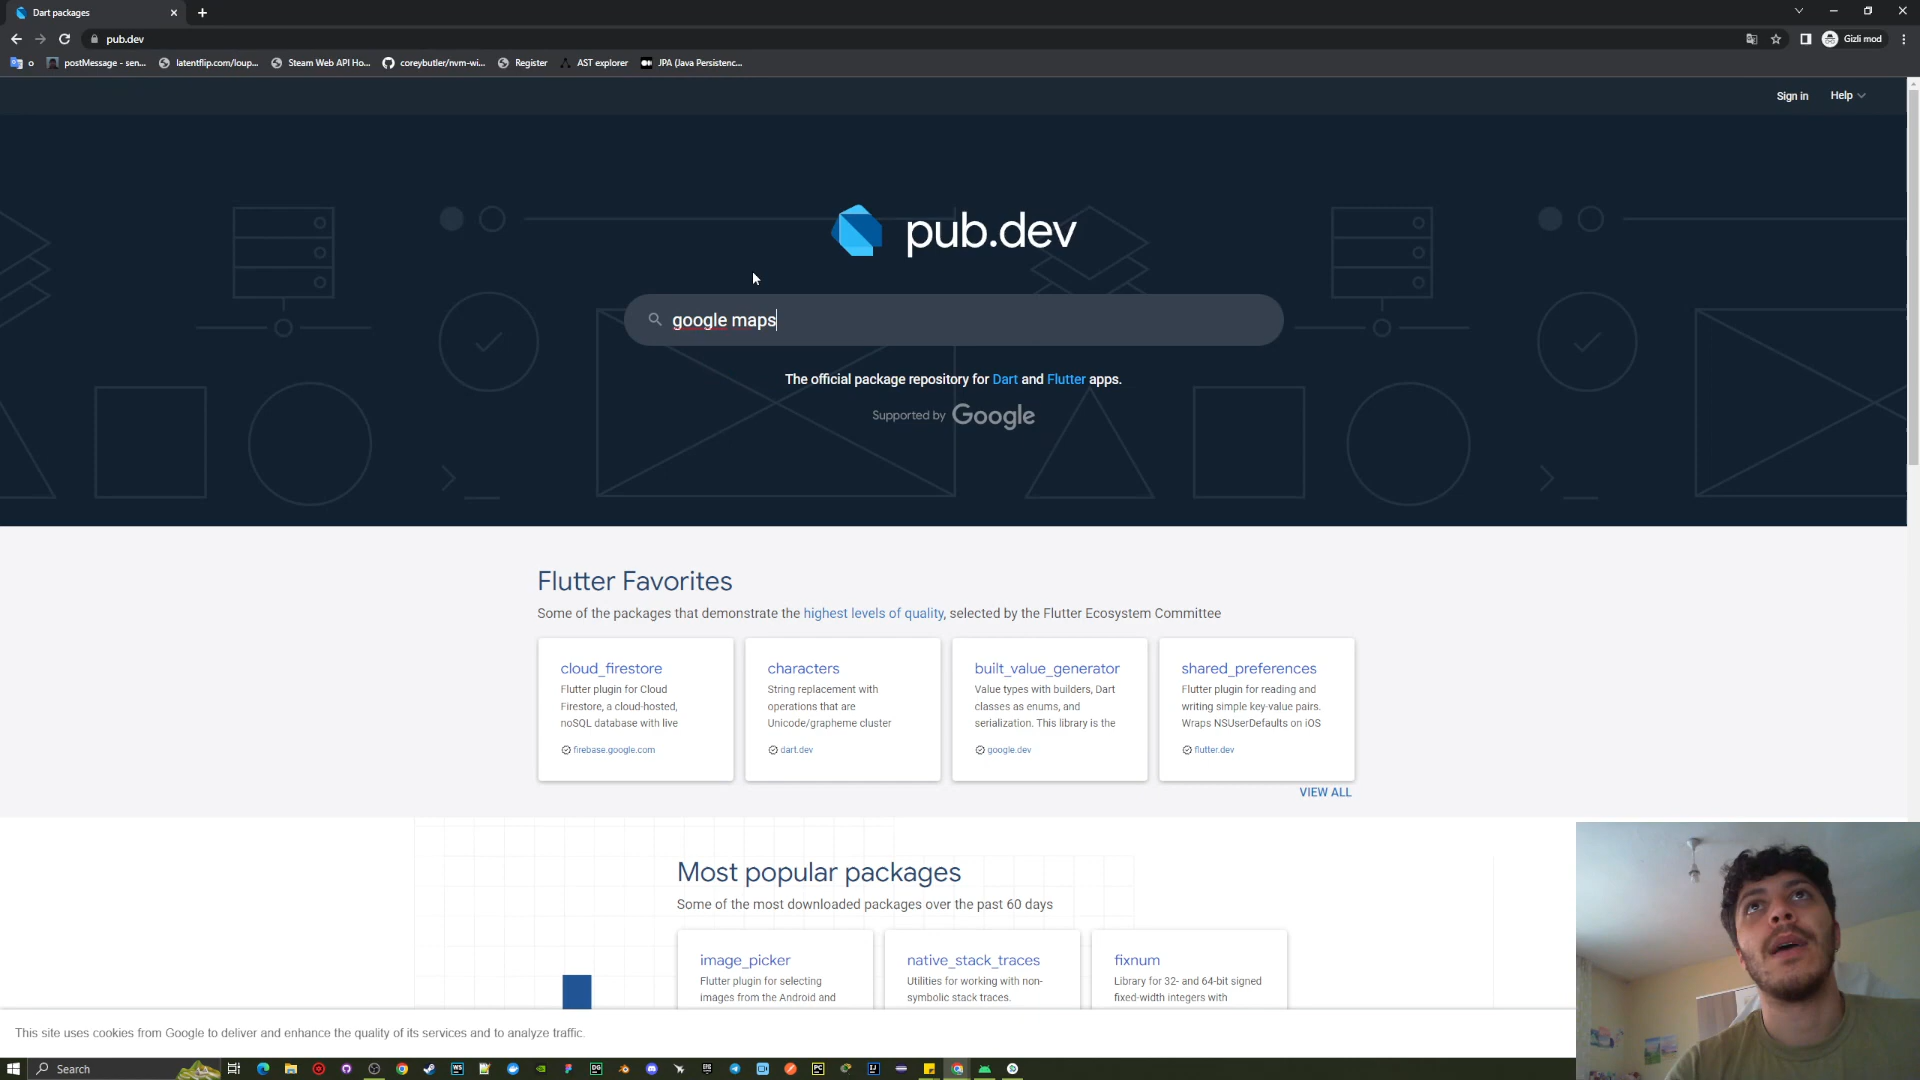 Dart packages
pub.dev
Gizli mod
o
postMessage - sen...
latentflip.com/loup...
Steam Web API Ho...
coreybutler/nvm-wi...
Register
AST explorer
JPA (Java Persistenc...
Sign in
Help
pub.dev
google maps
The official package repository for Dart and Flutter apps.
Supported by Google
Flutter Favorites
Some of the packages that demonstrate the highest levels of quality, selected by the Flutter Ecosystem Committee
cloud_firestore
Flutter plugin for Cloud
Firestore, a cloud-hosted,
noSQL database with live
firebase.google.com
characters
String replacement with
operations that are
Unicode/grapheme cluster
dart.dev
built_value_generator
Value types with builders, Dart
classes as enums, and
serialization. This library is the
google.dev
shared_preferences
Flutter plugin for reading and
writing simple key-value pairs.
Wraps NSUserDefaults on iOS
flutter.dev
VIEW ALL
Most popular packages
Some of the most downloaded packages over the past 60 days
image_picker
Flutter plugin for selecting
images from the Android and
native_stack_traces
Utilities for working with non-
symbolic stack traces.
fixnum
Library for 32- and 64-bit signed
fixed-width integers with
This site uses cookies from Google to deliver and enhance the quality of its services and to analyze traffic.
Search